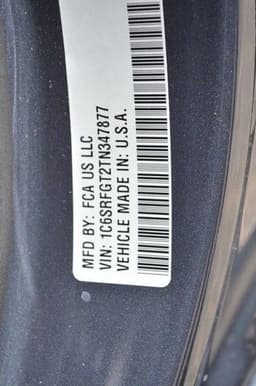 MFD BY: FCA US LLC
VIN: 1C6SRFGT2TN347877
VEHICLE MADE IN: U.S.A.